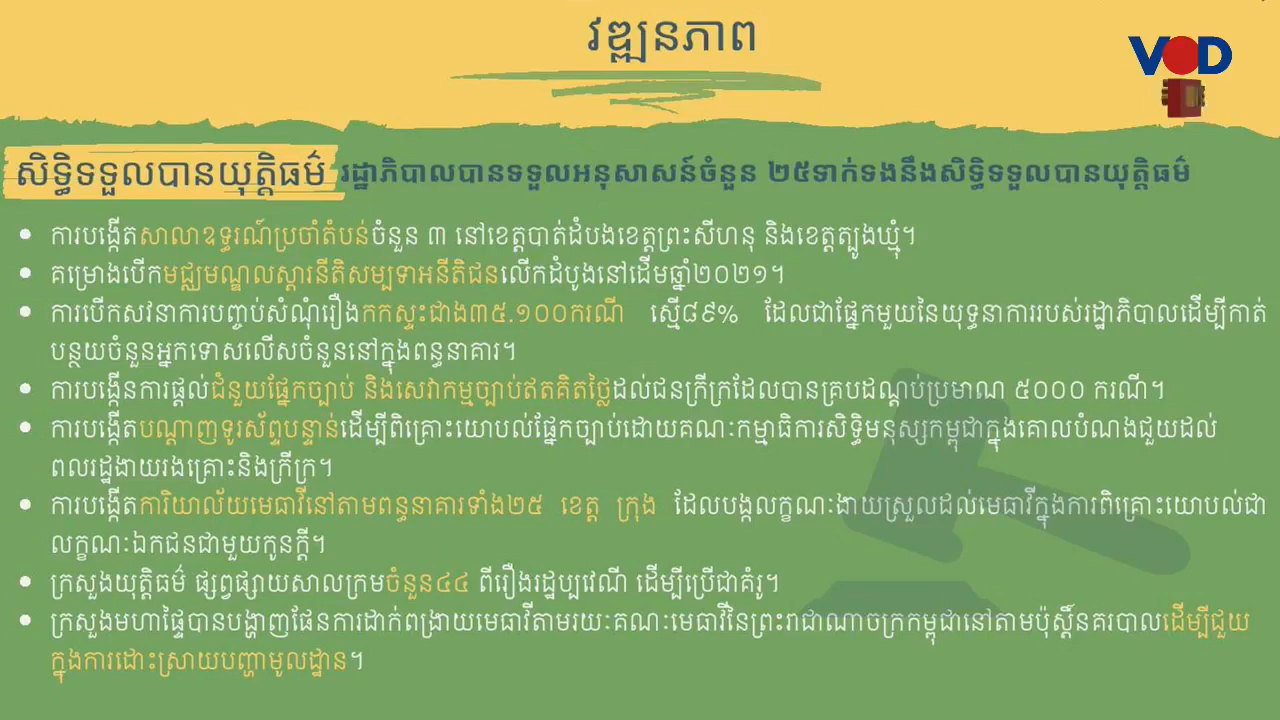 វឌ្ឍនភាព
VOD
សិទ្ធិទទួលបានយុត្តិធម៌ រដ្ឋាភិបាលបានទទួលអនុសាសន៍ចំនួន ២៥ទាក់ទងនឹងសិទ្ធិទទួលបានយុត្តិធម៌
ការបង្កើតសាលាឧទ្ធរណ៍ប្រចាំតំបន់ចំនួន ៣ នៅខេត្តបាត់ដំបងខេត្តព្រះសីហនុ និងខេត្តត្បូងឃ្មុំ។
គម្រោងបើកមជ្ឈមណ្ឌលស្តារនីតិសម្បទាអនីតិជនលើកដំបូងនៅដើមឆ្នាំ២០២១។
ការបើកសវនាការបញ្ចប់សំណុំរឿងកកស្ទះជាង៣៥.១០០ករណី ស្មើ៨៩% ដែលជាផ្នែកមួយនៃយុទ្ធនាការរបស់រដ្ឋាភិបាលដើម្បីកាត់
បន្ថយចំនួនអ្នកទោសលើសចំនួននៅក្នុងពន្ធនាគារ។
ការបង្កើនការផ្តល់ជំនួយផ្នែកច្បាប់ និងសេវាកម្មច្បាប់ឥតគិតថ្លៃដល់ជនក្រីក្រដែលបានគ្របដណ្តប់ប្រមាណ ៥០០០ ករណី។
ការបង្កើតបណ្តាញទូរស័ព្ទបន្ទាន់ដើម្បីពិគ្រោះយោបល់ផ្នែកច្បាប់ដោយគណៈកម្មាធិការសិទ្ធិមនុស្សកម្ពុជាក្នុងគោលបំណងជួយដល់
ពលរដ្ឋងាយរងគ្រោះនិងក្រីក្រ។
ការបង្កើតការិយាល័យមេធាវីនៅតាមពន្ធនាគារទាំង២៥ ខេត្ត ក្រុង ដែលបង្កលក្ខណៈងាយស្រួលដល់មេធាវីក្នុងការពិគ្រោះយោបល់ជា
លក្ខណៈឯកជនជាមួយកូនក្តី។
ក្រសួងយុត្តិធម៌ ផ្សព្វផ្សាយសាលក្រមចំនួន៤៤ ពីរឿងរដ្ឋប្បវេណី ដើម្បីប្រើជាគំរូ។
ក្រសួងមហាផ្ទៃបានបង្ហាញផែនការដាក់ពង្រាយមេធាវីតាមរយៈគណៈមេធាវីនៃព្រះរាជាណាចក្រកម្ពុជានៅតាមប៉ុស្តិ៍នគរបាលដើម្បីជួយ
ក្នុងការដោះស្រាយបញ្ហាមូលដ្ឋាន។